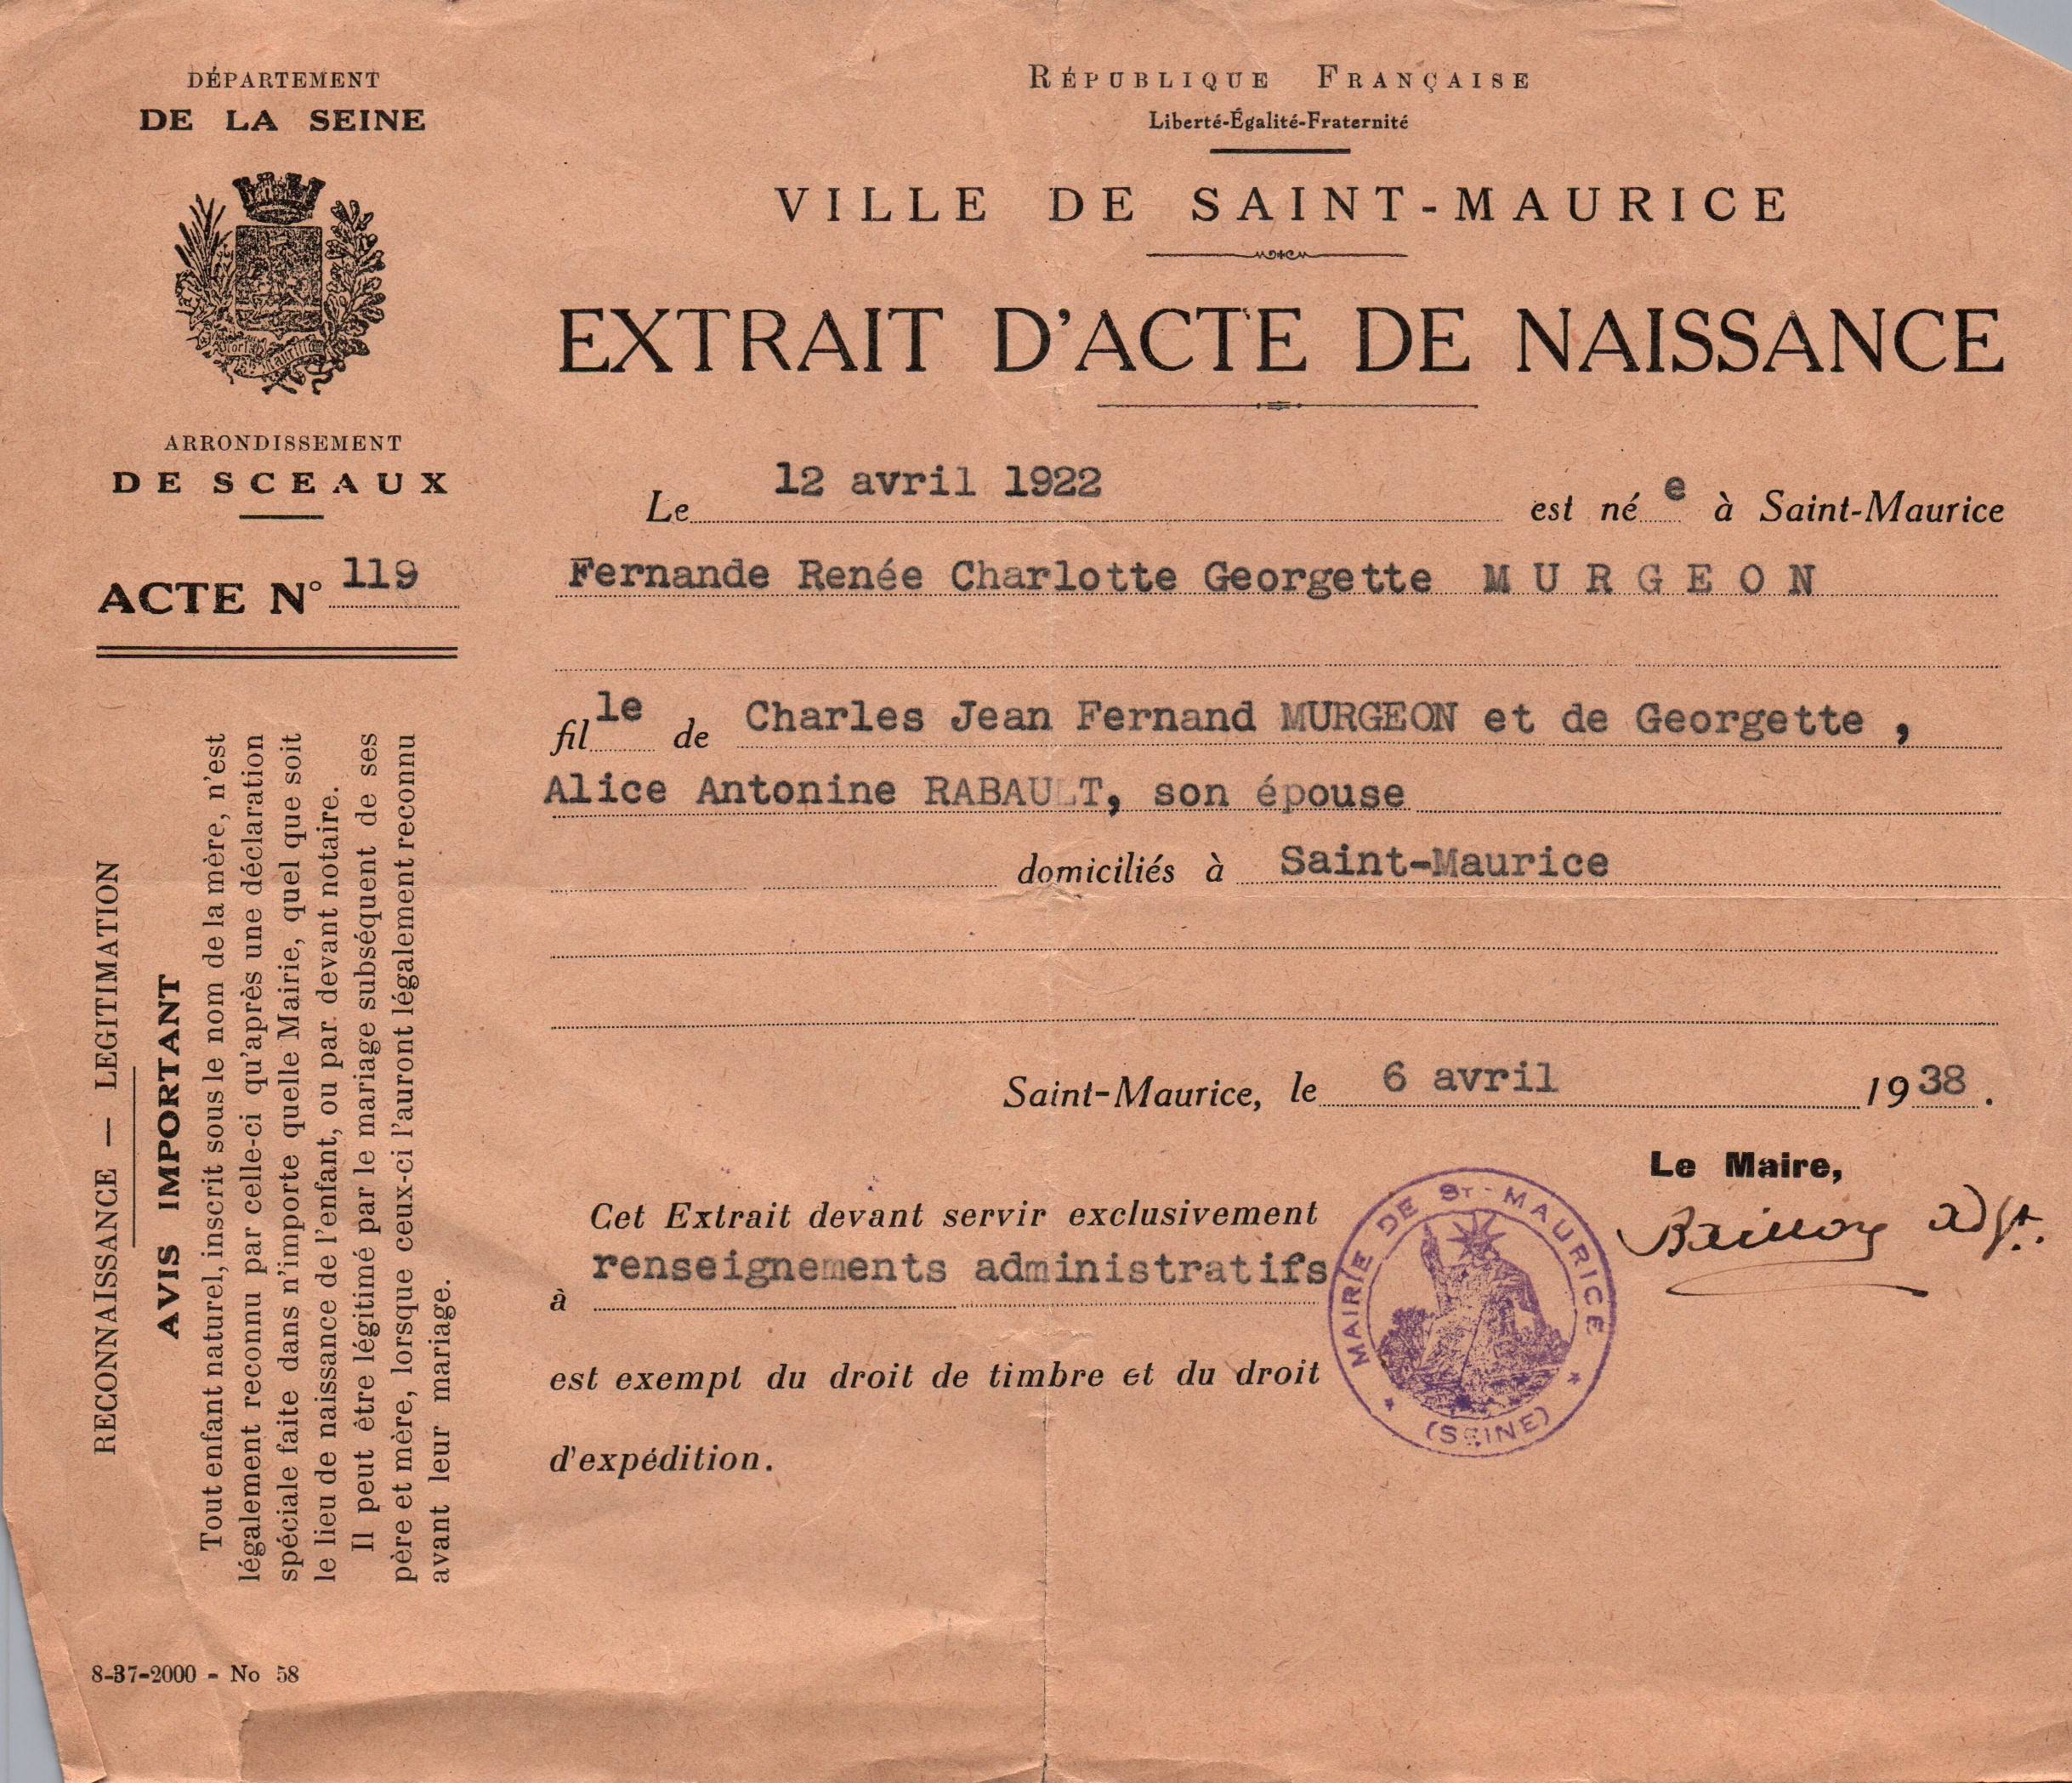 DÉPARTEMENT
DE LA SEINE
ARRONDISSEMENT
DE SCEAUX
ACTE N° 119
RECONNAISSANCE — LEGITIMATION
AVIS IMPORTANT
Tout enfant naturel, inscrit sous le nom de la mère, n'est
légalement reconnu par celle-ci qu'après une déclaration
spéciale faite dans n'importe quelle Mairie, quel que soit
le lieu de naissance de l'enfant, ou par devant notaire.
Il peut être légitimé par le mariage subséquent de ses
père et mère, lorsque ceux-ci l'auront légalement reconnu
avant leur mariage.
8-37-2000 - No 58
RÉPUBLIQUE FRANÇAISE
Liberté-Égalité-Fraternité
VILLE DE SAINT-MAURICE
EXTRAIT D'ACTE DE NAISSANCE
Le 12 avril 1922 est née à Saint-Maurice
Fernande Renée Charlotte Georgette MURGEON
fille de Charles Jean Fernand MURGEON et de Georgette ,
Alice Antonine RABAULT, son épouse
domiciliés à Saint-Maurice
Saint-Maurice, le 6 avril 1938.
Le Maire,
Cet Extrait devant servir exclusivement
à renseignements administratifs
est exempt du droit de timbre et du droit
d'expédition.
MAIRIE DE ST-MAURICE
(SEINE)